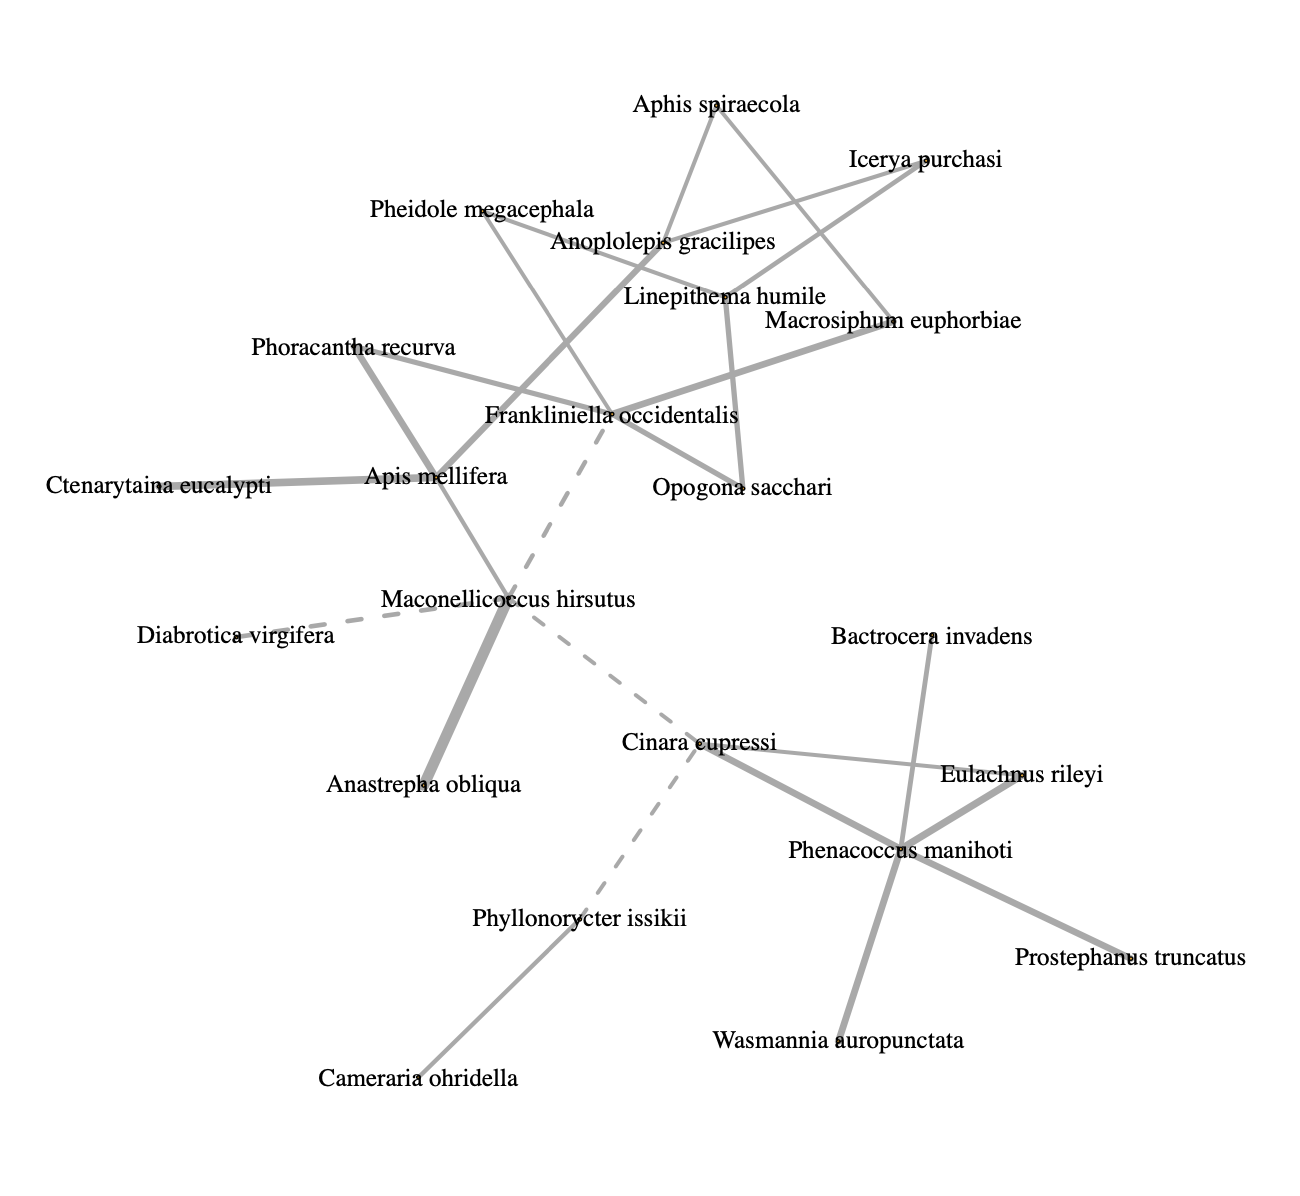 Aphis spiraecola
Icerya purchasi
Pheidole megacephala
Anoplolepis gracilipes
Linepithema humile
Macrosiphum euphorbiae
Phoracantha recurva
Frankliniella occidentalis
Apis mellifera
Ctenarytaina eucalypti
Opogona sacchari
Maconellicoccus hirsutus
Diabrotica virgifera
Bactrocera invadens
Cinara cupressi
Eulachnus rileyi
Anastrepha obliqua
Phenacoccus manihoti
Phyllonorycter issikii
Prostephanus truncatus
Wasmannia auropunctata
Cameraria ohridella